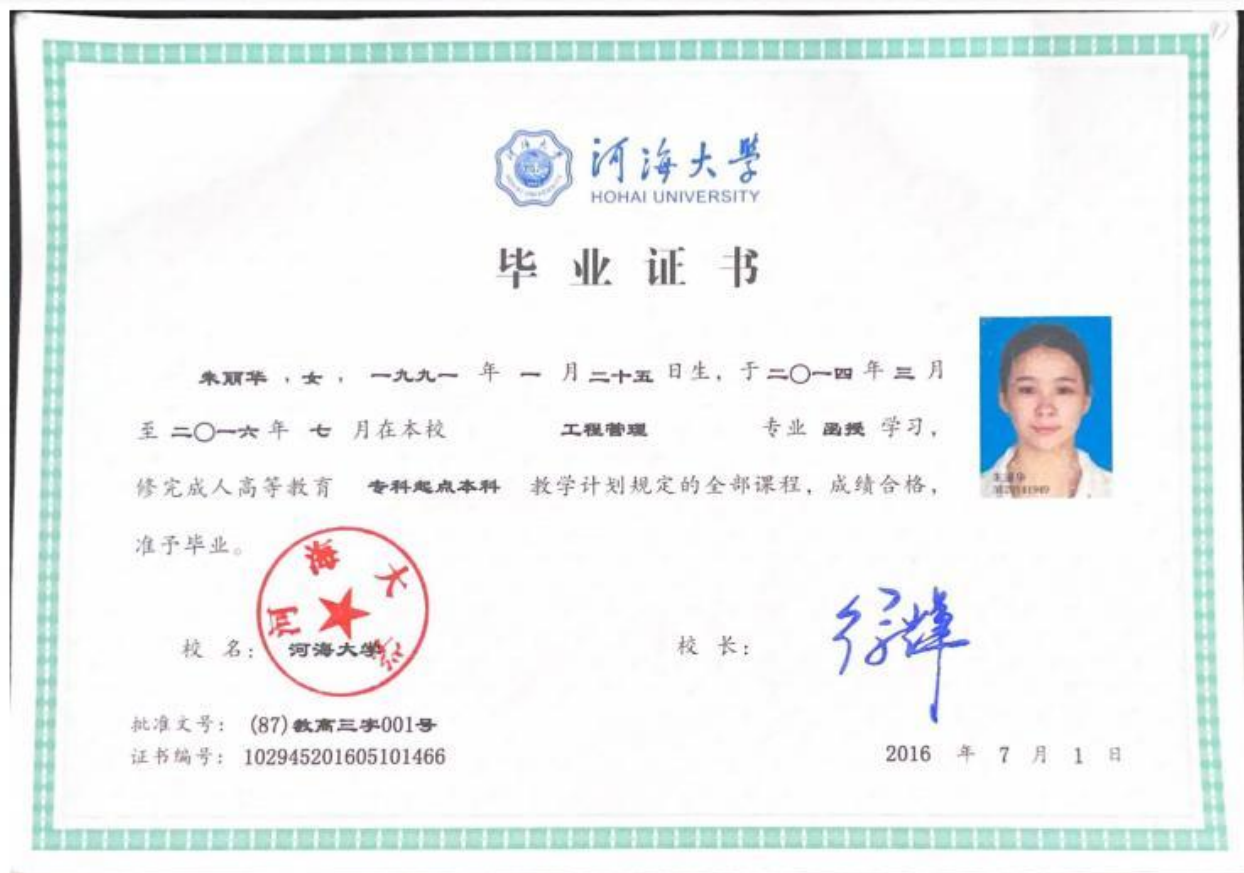 河海大學
HOHAI UNIVERSITY
毕业证书
朱丽华，女，一九九一 年 一 月 二十五 日生，于 二〇一四 年 三 月
至 二〇一六 年 七 月在本校 工程管理 专业 函授 学习，
修完成人高等教育 专科起点本科 教学计划规定的全部课程，成绩合格，
准予毕业。
河海大学
校 名： 河海大学
校 长：
批准文号： (87)教高三字001号
证书编号： 102945201605101466
2016 年 7 月 1 日